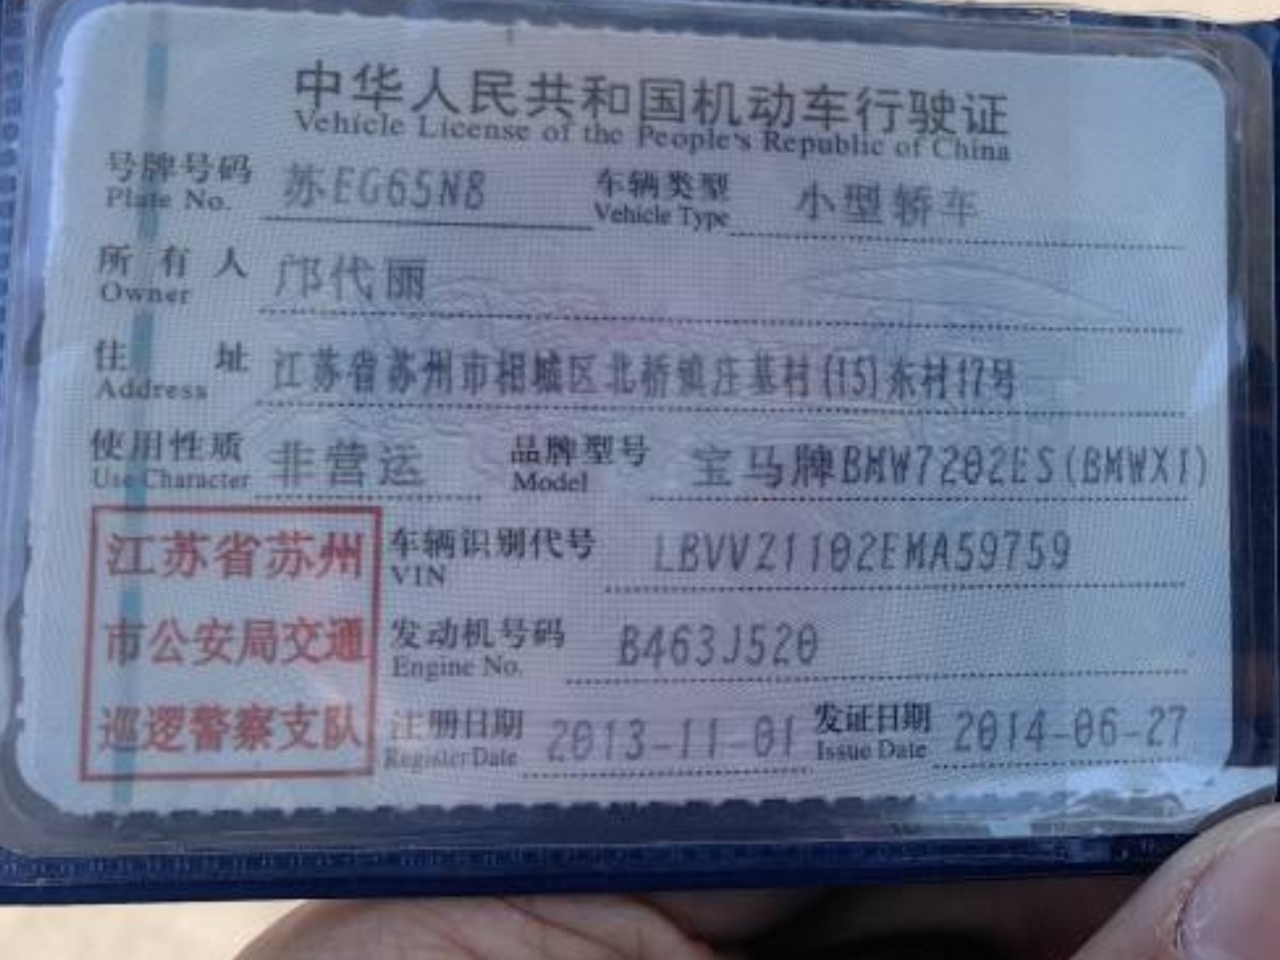 中华人民共和国机动车行驶证
Vehicle License of the People's Republic of China
号牌号码 苏EG65N8 车辆类型 小型轿车
Plate No. Vehicle Type
所有人 邝代丽
Owner
住址 江苏省苏州市相城区北桥镇庄基村(15)东村17号
Address
使用性质 非营运 品牌型号 宝马牌BMW7202ES(BMWX1)
Use Character Model
江苏省苏州 车辆识别代号 LBVVZ1102EMA59759
VIN
市公安局交通 发动机号码 B463J520
Engine No.
巡逻警察支队 注册日期 2013-11-01 发证日期 2014-06-27
Register Date Issue Date